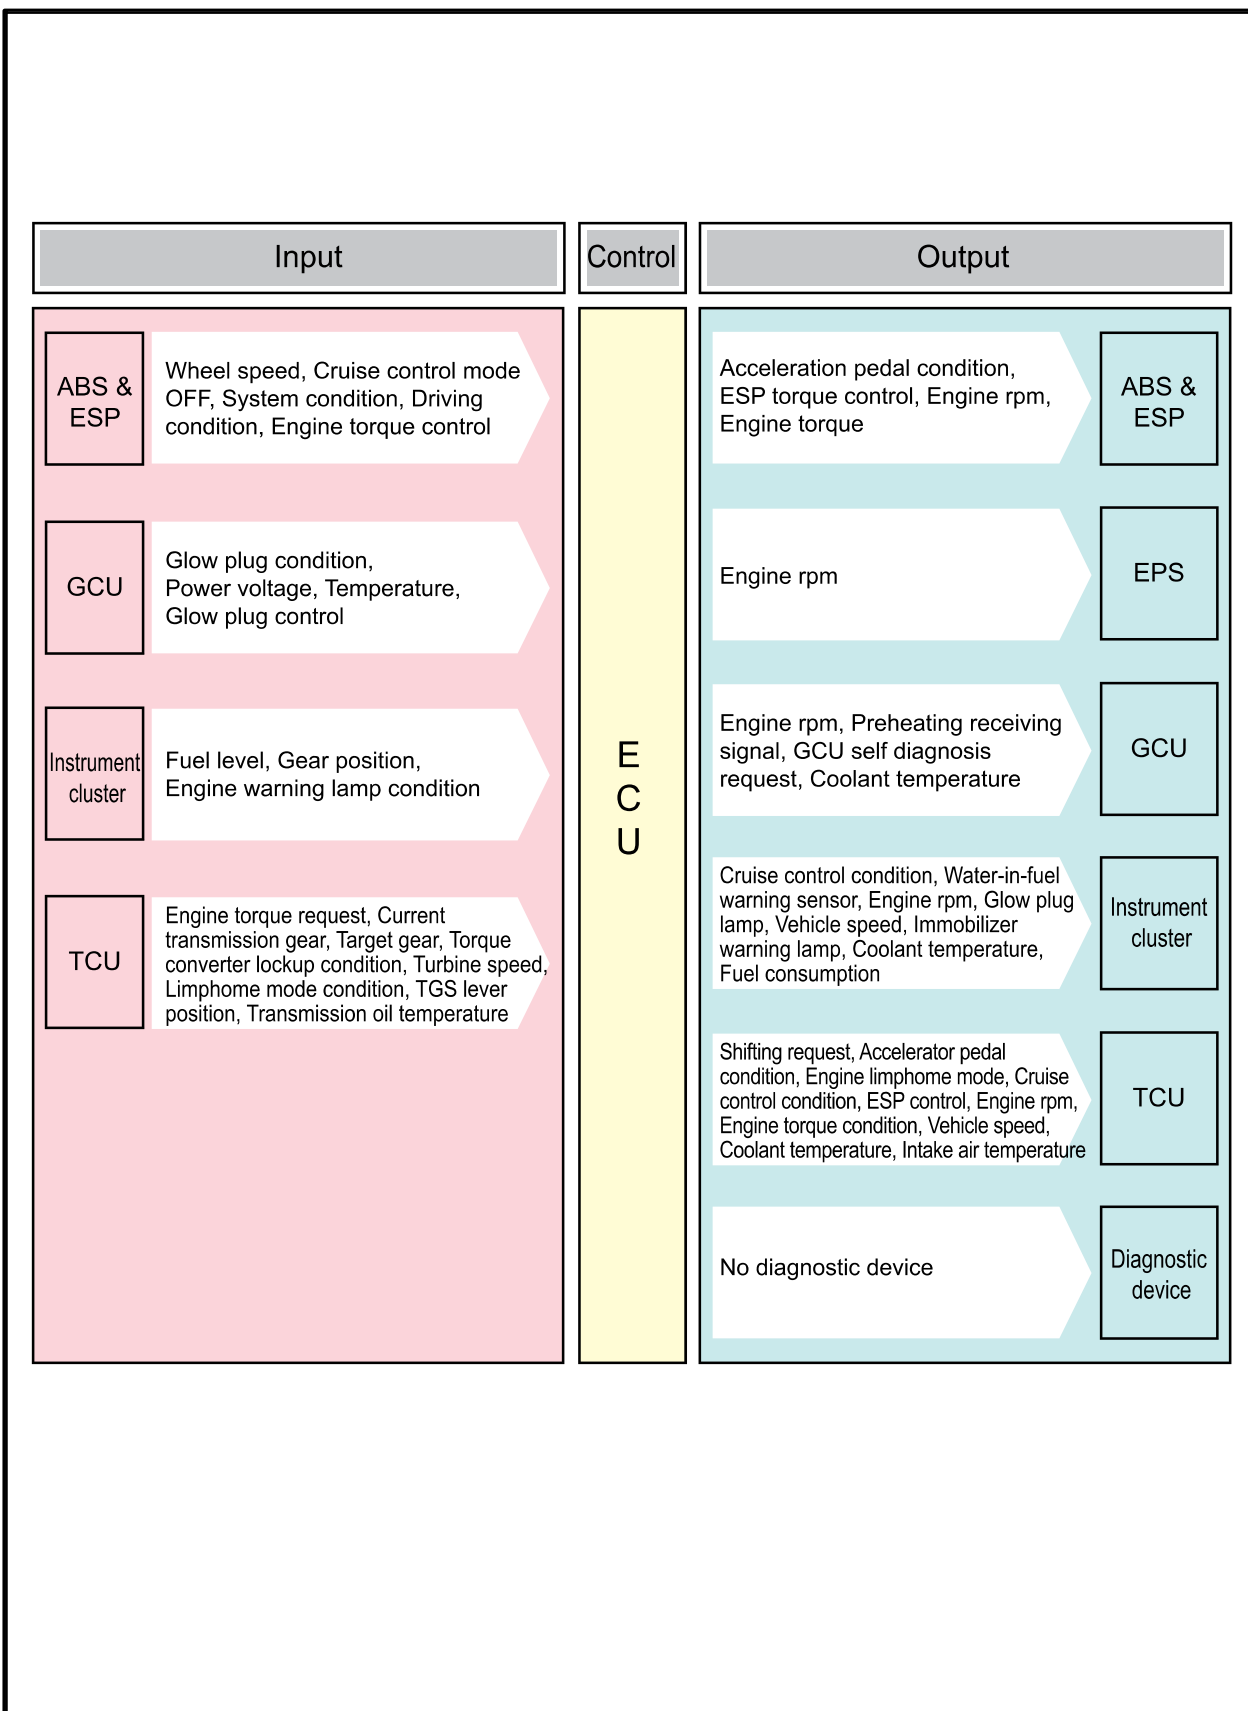 Input
Control
Output
ABS &
ESP
Wheel speed, Cruise control mode
OFF, System condition, Driving
condition, Engine torque control
GCU
Glow plug condition,
Power voltage, Temperature,
Glow plug control
Instrument
cluster
Fuel level, Gear position,
Engine warning lamp condition
TCU
Engine torque request, Current
transmission gear, Target gear, Torque
converter lockup condition, Turbine speed,
Limphome mode condition, TGS lever
position, Transmission oil temperature
E
C
U
Acceleration pedal condition,
ESP torque control, Engine rpm,
Engine torque
ABS &
ESP
Engine rpm
EPS
Engine rpm, Preheating receiving
signal, GCU self diagnosis
request, Coolant temperature
GCU
Cruise control condition, Water-in-fuel
warning sensor, Engine rpm, Glow plug
lamp, Vehicle speed, Immobilizer
warning lamp, Coolant temperature,
Fuel consumption
Instrument
cluster
Shifting request, Accelerator pedal
condition, Engine limphome mode, Cruise
control condition, ESP control, Engine rpm,
Engine torque condition, Vehicle speed,
Coolant temperature, Intake air temperature
TCU
No diagnostic device
Diagnostic
device